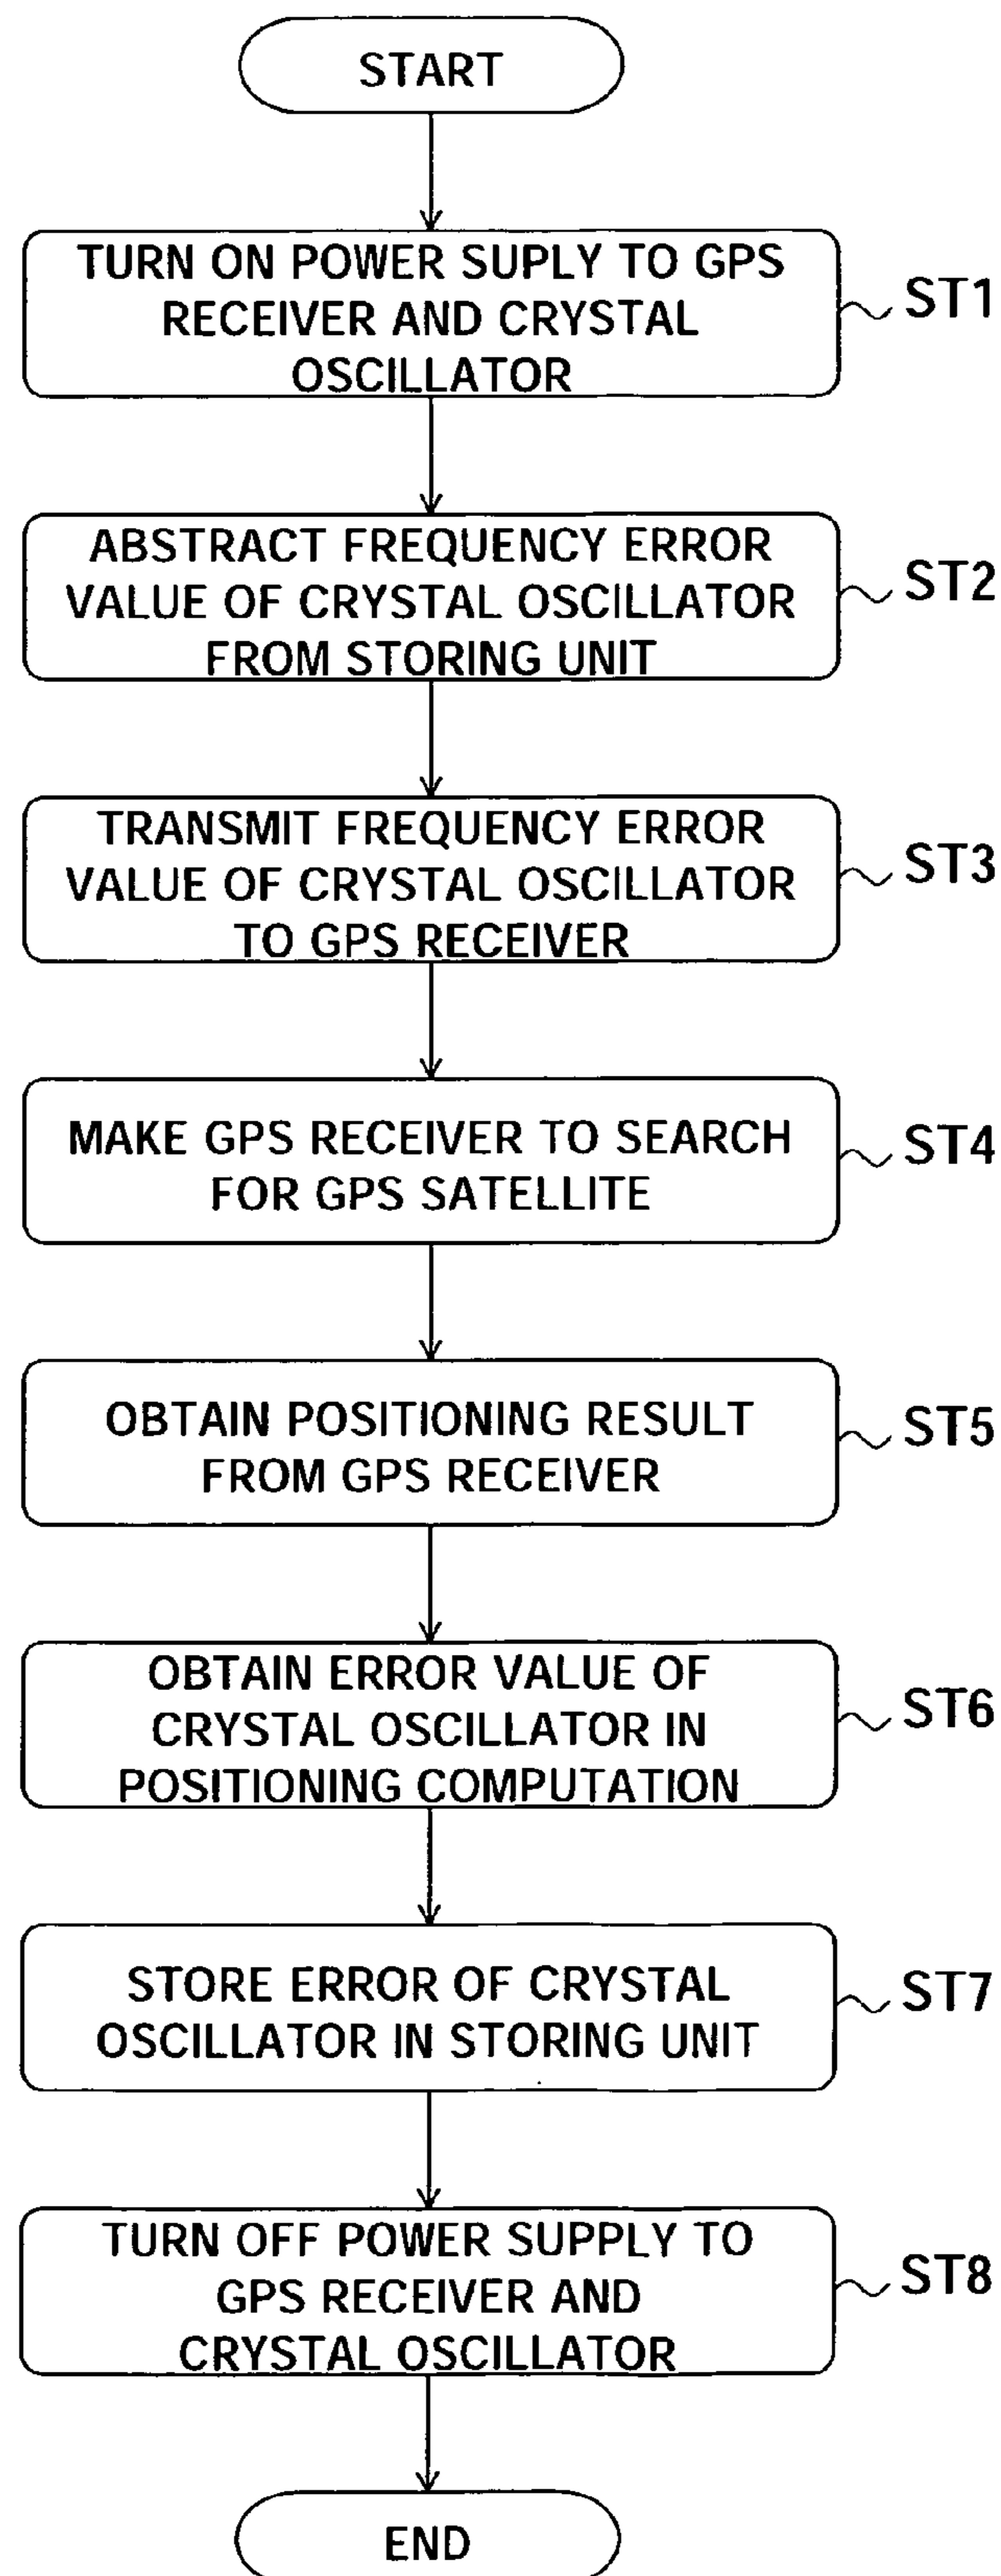 START
TURN ON POWER SUPLY TO GPS
RECEIVER AND CRYSTAL
OSCILLATOR
ST1
ABSTRACT FREQUENCY ERROR
VALUE OF CRYSTAL OSCILLATOR
FROM STORING UNIT
ST2
TRANSMIT FREQUENCY ERROR
VALUE OF CRYSTAL OSCILLATOR
TO GPS RECEIVER
ST3
MAKE GPS RECEIVER TO SEARCH
FOR GPS SATELLITE
ST4
OBTAIN POSITIONING RESULT
FROM GPS RECEIVER
ST5
OBTAIN ERROR VALUE OF
CRYSTAL OSCILLATOR IN
POSITIONING COMPUTATION
ST6
STORE ERROR OF CRYSTAL
OSCILLATOR IN STORING UNIT
ST7
TURN OFF POWER SUPPLY TO
GPS RECEIVER AND
CRYSTAL OSCILLATOR
ST8
END